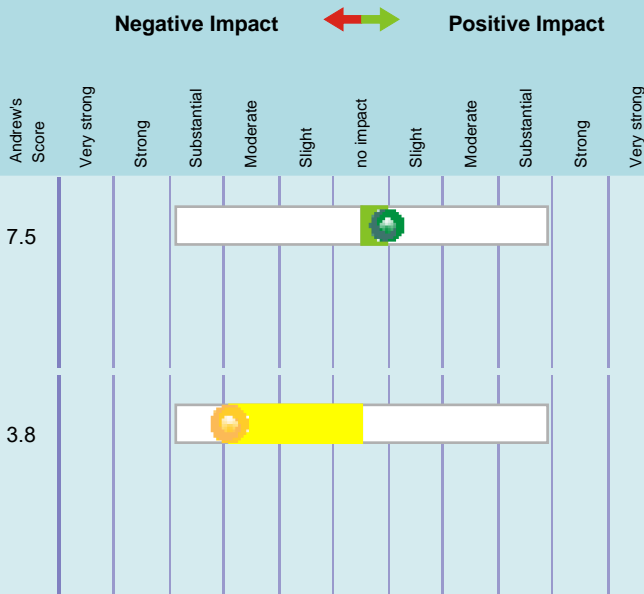 Negative Impact
Positive Impact
Andrew's
Score
Very strong
Strong
Substantial
Moderate
Slight
no impact
Slight
Moderate
Substantial
Strong
Very strong
7.5
3.8